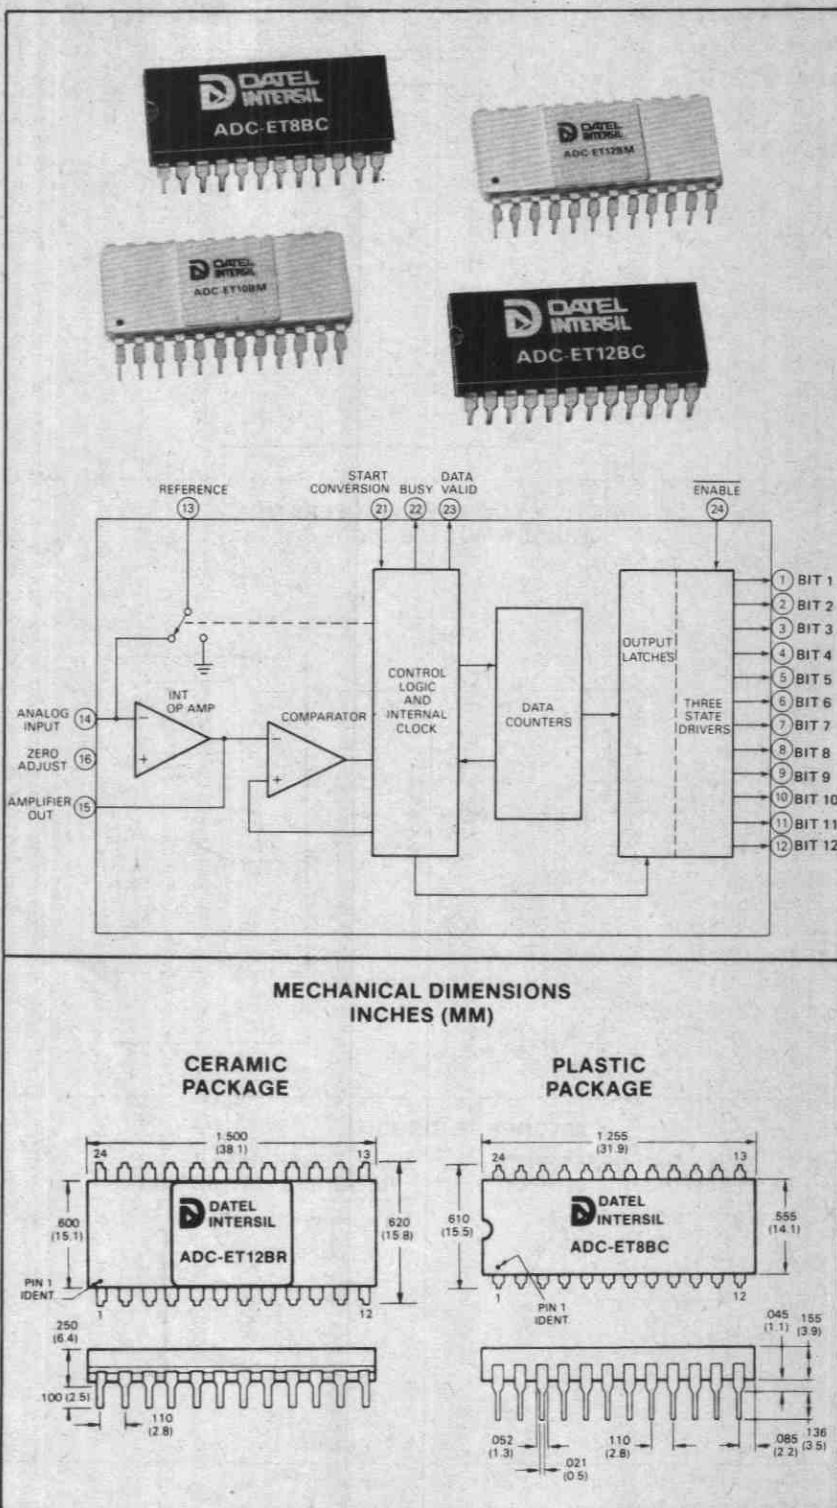 DATEL
INTERSIL
ADC-ET8BC
DATEL
INTERSIL
ADC-ET12BM
DATEL
INTERSIL
ADC-ET10BM
DATEL
INTERSIL
ADC-ET12BC
REFERENCE
13
START
CONVERSION
21
BUSY
22
DATA
VALID
23
ENABLE
24
ANALOG
INPUT
14
ZERO
ADJUST
16
AMPLIFIER
OUT
15
INT
OP AMP
-
+
COMPARATOR
-
+
CONTROL
LOGIC
AND
INTERNAL
CLOCK
DATA
COUNTERS
OUTPUT
LATCHES
THREE
STATE
DRIVERS
1 BIT 1
2 BIT 2
3 BIT 3
4 BIT 4
5 BIT 5
6 BIT 6
7 BIT 7
8 BIT 8
9 BIT 9
10 BIT 10
11 BIT 11
12 BIT 12
MECHANICAL DIMENSIONS
INCHES (MM)
CERAMIC
PACKAGE
1.500
(38.1)
24
13
.600
(15.1)
.620
(15.8)
DATEL
INTERSIL
ADC-ET12BR
PIN 1
IDENT.
1
12
.250
(6.4)
.100 (2.5)
.110
(2.8)
PLASTIC
PACKAGE
1.255
(31.9)
24
13
.610
(15.5)
.555
(14.1)
DATEL
INTERSIL
ADC-ET8BC
1
12
PIN 1
IDENT.
.045
(1.1)
.155
(3.9)
.052
(1.3)
.021
(0.5)
.110
(2.8)
.085
(2.2)
.136
(3.5)